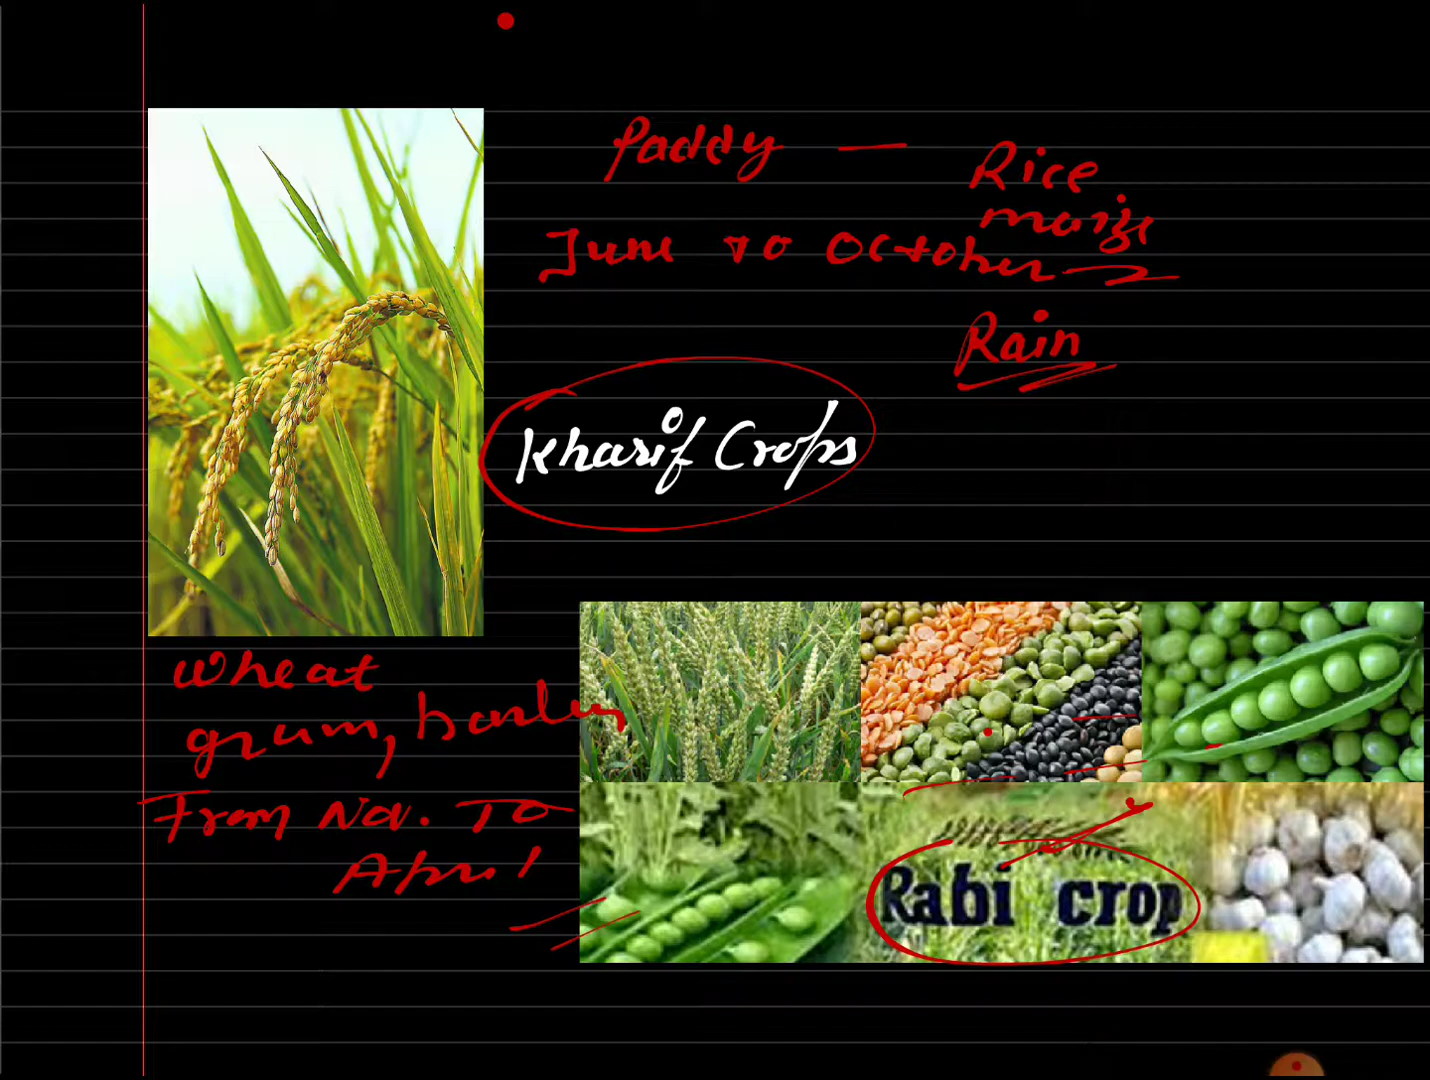 Paddy — Rice
maize
June to October
Rain
Kharif Crops
Wheat
gram, barley
From Nov. To
April
Rabi crop